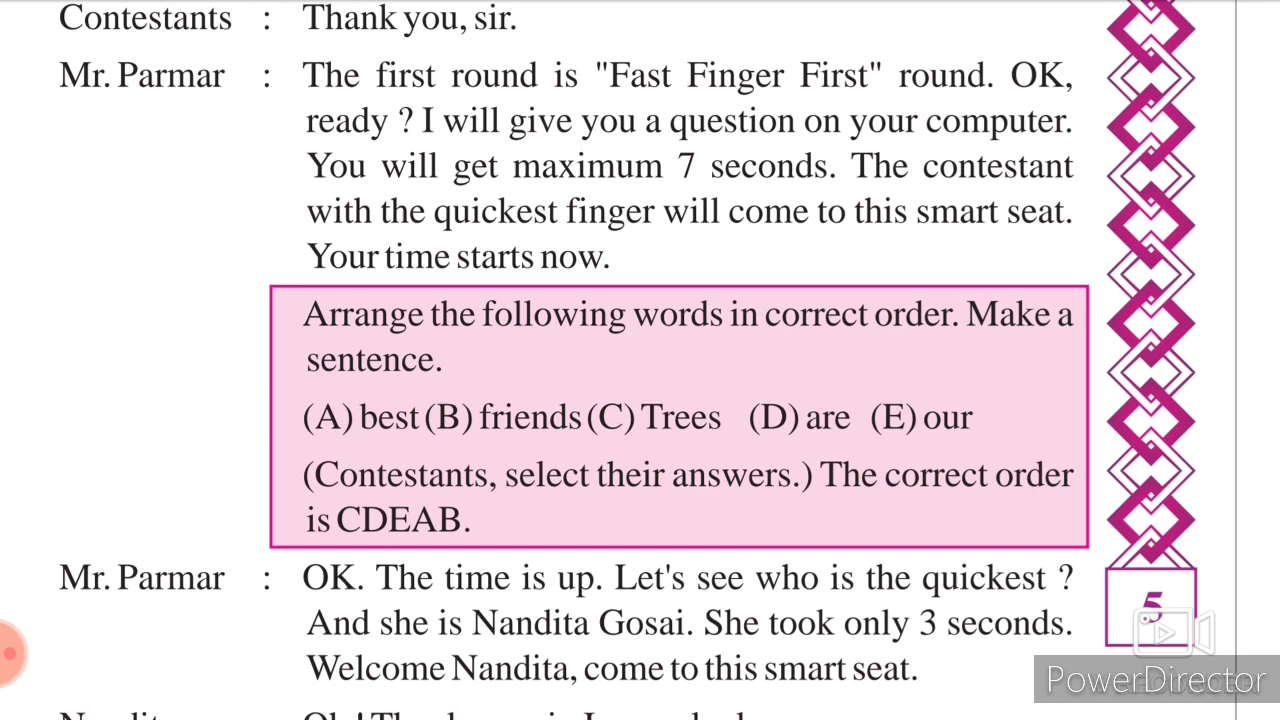 Contestants : Thank you, sir.
Mr. Parmar : The first round is "Fast Finger First" round. OK,
ready ? I will give you a question on your computer.
You will get maximum 7 seconds. The contestant
with the quickest finger will come to this smart seat.
Your time starts now.
Arrange the following words in correct order. Make a
sentence.
(A) best (B) friends (C) Trees (D) are (E) our
(Contestants, select their answers.) The correct order
is CDEAB.
Mr. Parmar : OK. The time is up. Let's see who is the quickest ?
And she is Nandita Gosai. She took only 3 seconds.
Welcome Nandita, come to this smart seat.
5
PowerDirector